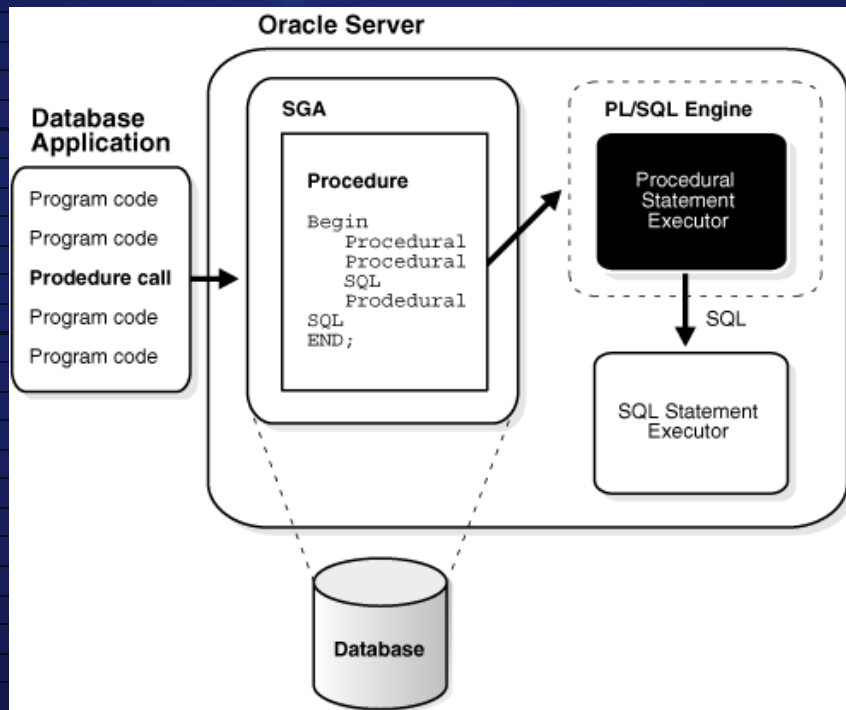 Oracle Server
Database
Application
Program code
Program code
Prodedure call
Program code
Program code
SGA
Procedure
Begin
Procedural
Procedural
SQL
Prodedural
SQL
END;
PL/SQL Engine
Procedural
Statement
Executor
SQL
SQL Statement
Executor
Database